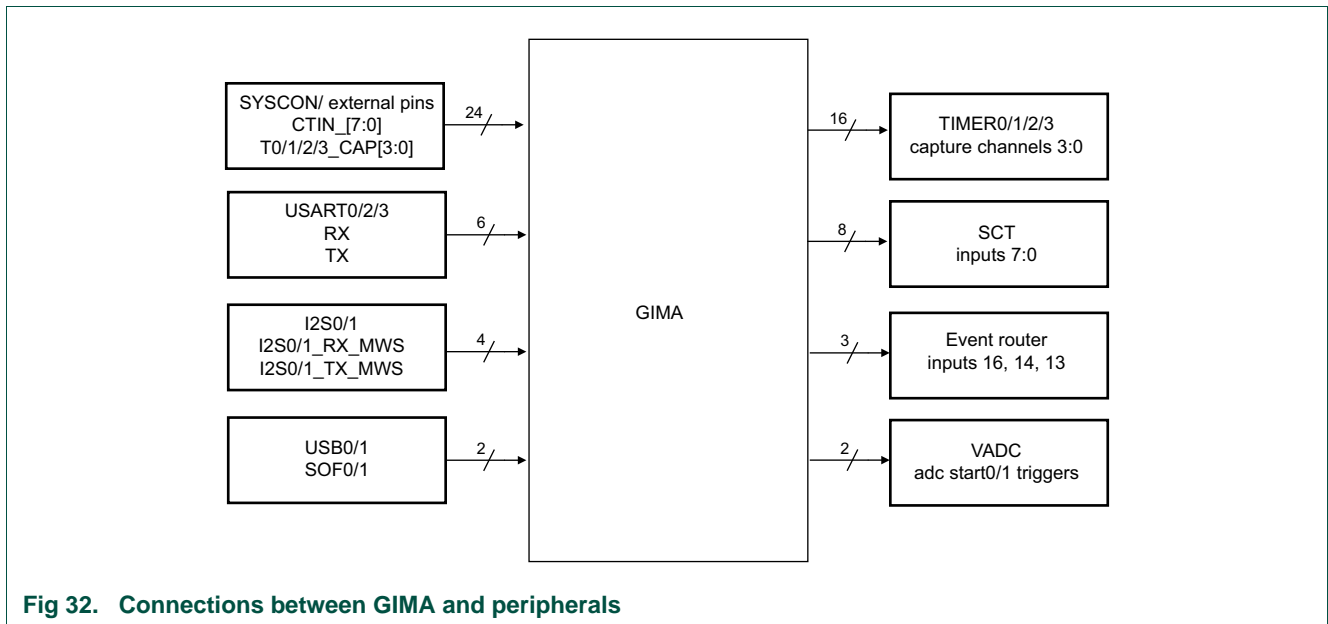 SYSCON/ external pins
CTIN_[7:0]
T0/1/2/3_CAP[3:0]
24
USART0/2/3
RX
TX
6
I2S0/1
I2S0/1_RX_MWS
I2S0/1_TX_MWS
4
USB0/1
SOF0/1
2
GIMA
16
TIMER0/1/2/3
capture channels 3:0
8
SCT
inputs 7:0
3
Event router
inputs 16, 14, 13
2
VADC
adc start0/1 triggers
Fig 32. Connections between GIMA and peripherals